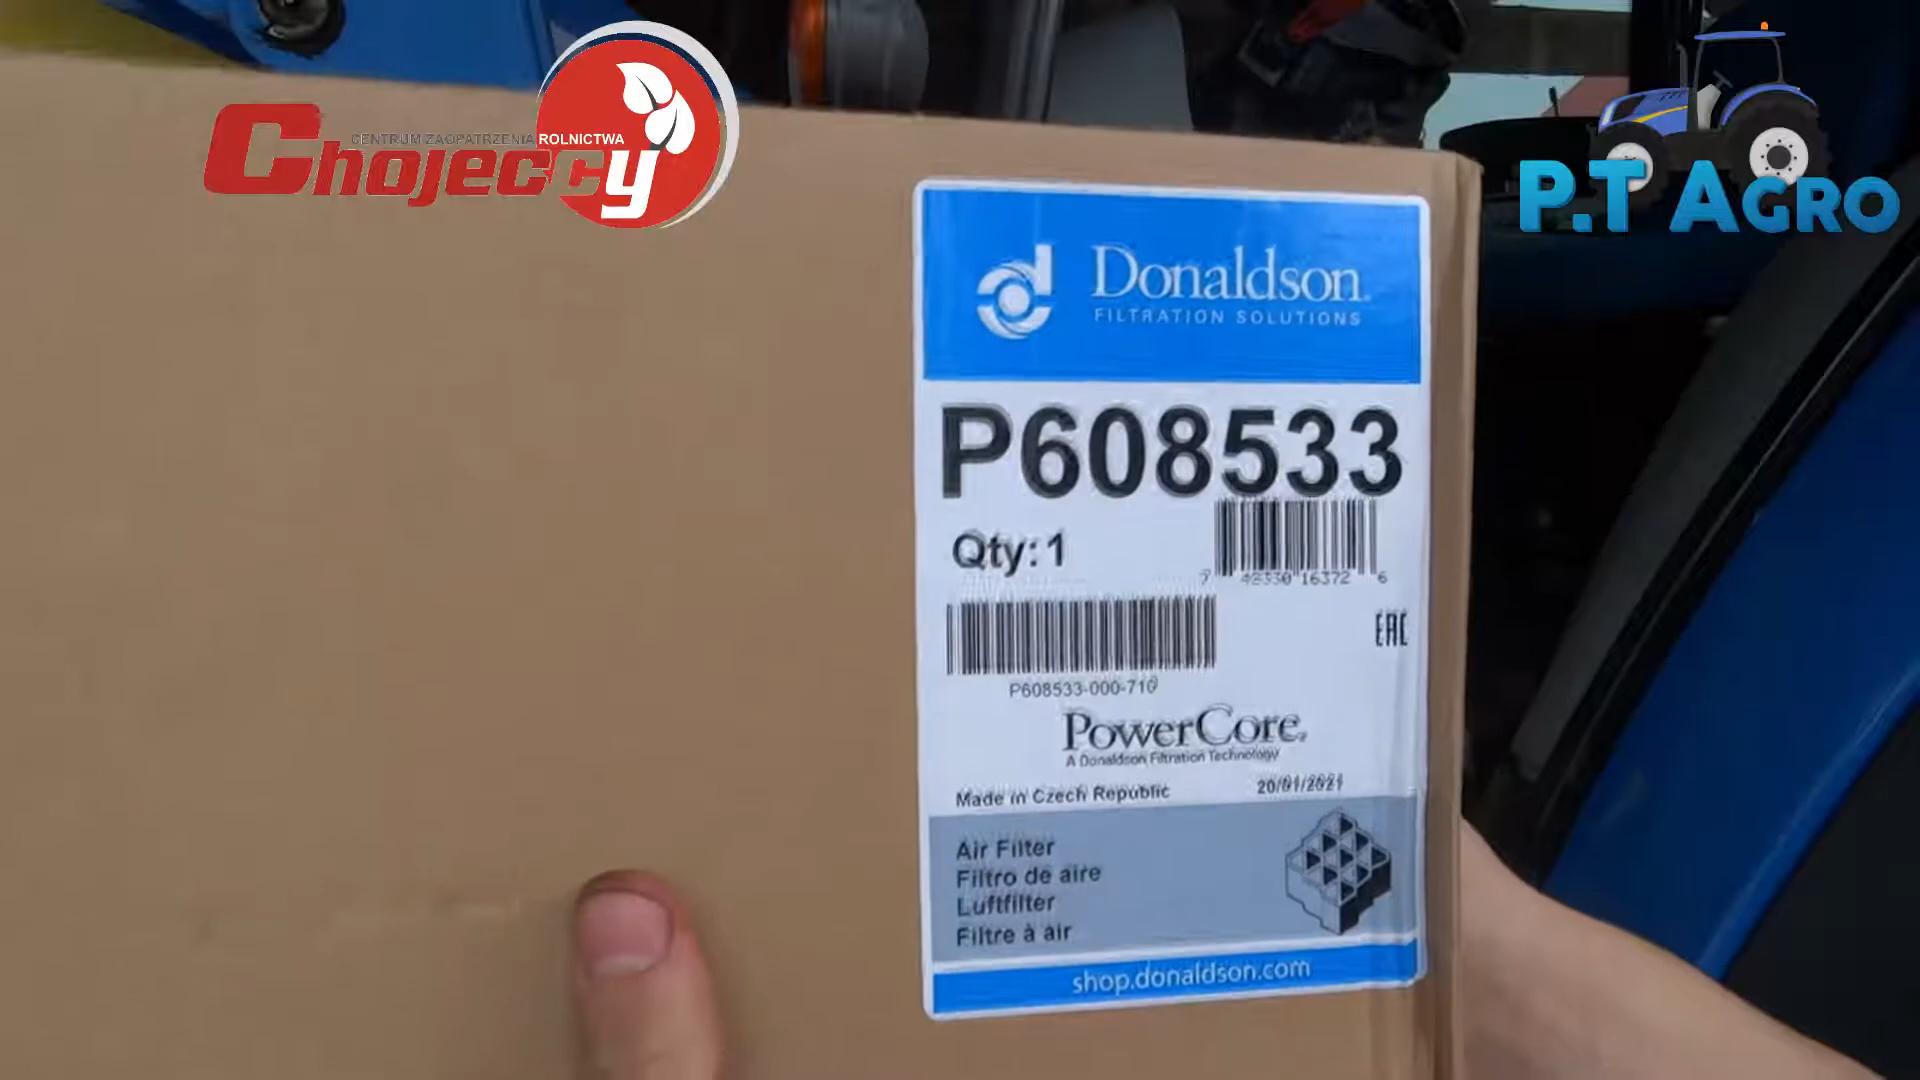 CENTRUM ZAOPATRZENIA ROLNICTWA
Chojeccy
P.T AGRO
Donaldson
FILTRATION SOLUTIONS
P608533
Qty: 1
7 48330 16372 6
EAC
P608533-000-710
PowerCore
A Donaldson Filtration Technology
Made in Czech Republic 20/01/2021
Air Filter
Filtro de aire
Luftfilter
Filtre à air
shop.donaldson.com